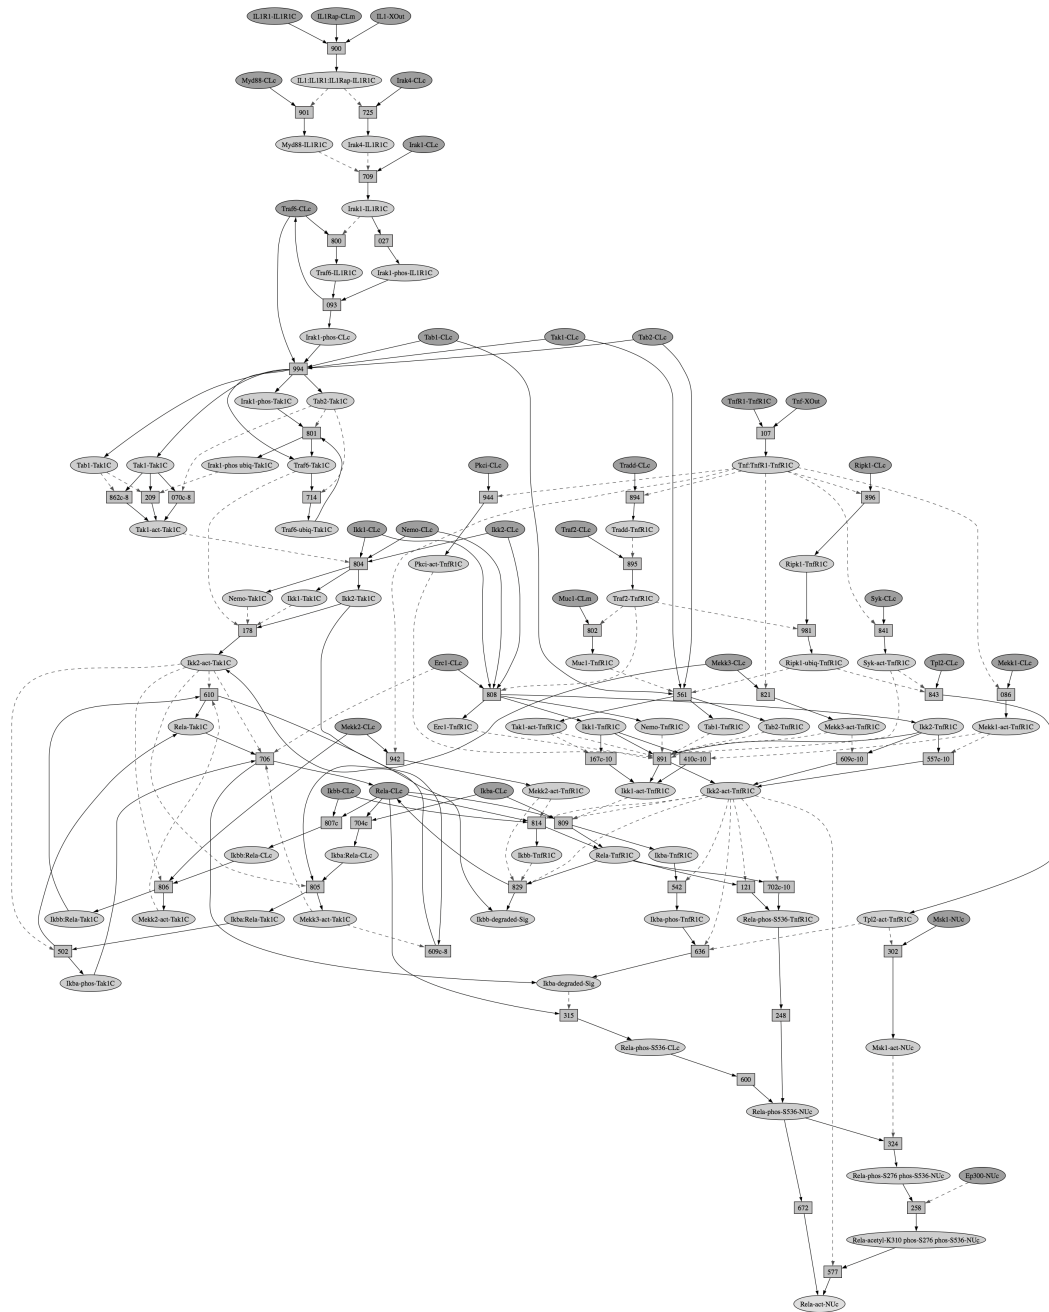 IL1R1-IL1R1C IL1Rap-CLm IL1-XOut
900
Myd88-CLc IL1:IL1R1:IL1Rap-IL1R1C Irak4-CLc
901 725
Myd88-IL1R1C Irak4-IL1R1C Irak1-CLc
709
Traf6-CLc Irak1-IL1R1C
800 027
Traf6-IL1R1C Irak1-phos-IL1R1C
093
Irak1-phos-CLc Tab1-CLc Tak1-CLc Tab2-CLc
994
Irak1-phos-Tak1C Tab2-Tak1C TnfR1-TnfR1C Tnf-XOut
801 107
Tab1-Tak1C Tak1-Tak1C Irak1-phos ubiq-Tak1C Traf6-Tak1C Pkci-CLc Tradd-CLc Tnf:TnfR1-TnfR1C Ripk1-CLc
862c-8 209 070c-8 714 944 894 896
Tak1-act-Tak1C Traf6-ubiq-Tak1C Ikk1-CLc Nemo-CLc Ikk2-CLc Traf2-CLc Tradd-TnfR1C
804 Pkci-act-TnfR1C 895 Ripk1-TnfR1C
Nemo-Tak1C Ikk1-Tak1C Ikk2-Tak1C Muc1-CLm Traf2-TnfR1C Syk-CLc
178 802 981 841
Ikk2-act-Tak1C Erc1-CLc Muc1-TnfR1C Mekk3-CLc Ripk1-ubiq-TnfR1C Syk-act-TnfR1C Tpl2-CLc Mekk1-CLc
610 808 561 821 843 086
Rela-Tak1C Mekk2-CLc Erc1-TnfR1C Tak1-act-TnfR1C Ikk1-TnfR1C Nemo-TnfR1C Tab1-TnfR1C Tab2-TnfR1C Mekk3-act-TnfR1C Ikk2-TnfR1C Mekk1-act-TnfR1C
706 942 167c-10 891 410c-10 609c-10 557c-10
Ikbb-CLc Rela-CLc Ikba-CLc Mekk2-act-TnfR1C Ikk1-act-TnfR1C Ikk2-act-TnfR1C
807c 704c 814 809
Ikbb:Rela-CLc Ikba:Rela-CLc Ikbb-TnfR1C Rela-TnfR1C Ikba-TnfR1C
806 805 829 542 121 702c-10
Ikbb:Rela-Tak1C Mekk2-act-Tak1C Ikba:Rela-Tak1C Mekk3-act-Tak1C Ikbb-degraded-Sig Ikba-phos-TnfR1C Rela-phos-S536-TnfR1C Tpl2-act-TnfR1C Msk1-NUc
502 609c-8 636 302
Ikba-phos-Tak1C Ikba-degraded-Sig
315 248
Rela-phos-S536-CLc Msk1-act-NUc
600
Rela-phos-S536-NUc
324
Rela-phos-S276 phos-S536-NUc Ep300-NUc
672 258
Rela-acetyl-K310 phos-S276 phos-S536-NUc
577
Rela-act-NUc